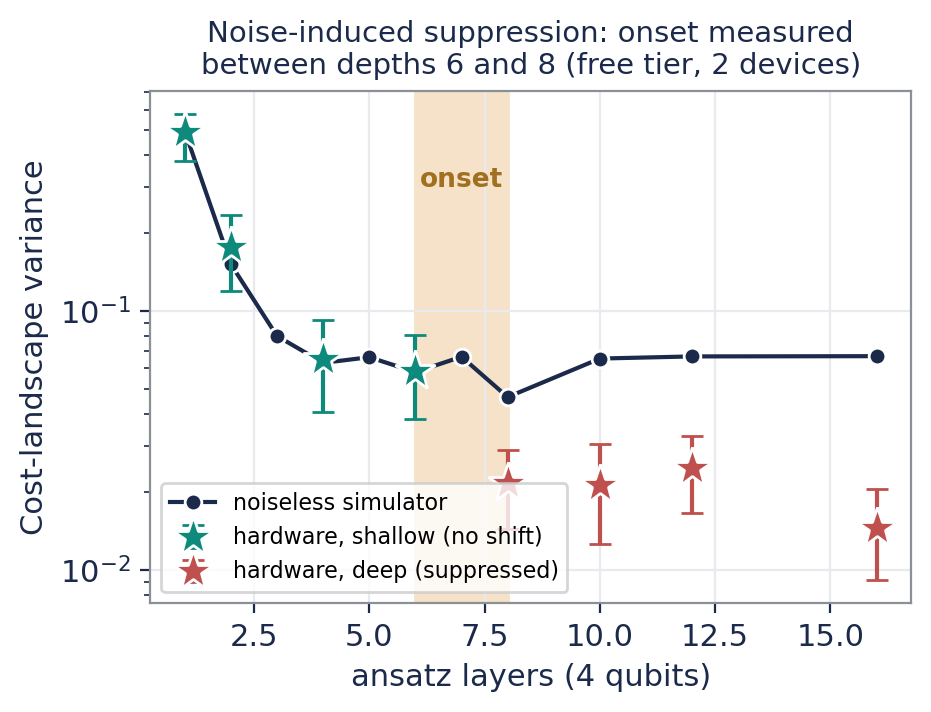 Noise-induced suppression: onset measured
between depths 6 and 8 (free tier, 2 devices)
Cost-landscape variance
10⁻¹
10⁻²
onset
noiseless simulator
hardware, shallow (no shift)
hardware, deep (suppressed)
2.5 5.0 7.5 10.0 12.5 15.0
ansatz layers (4 qubits)